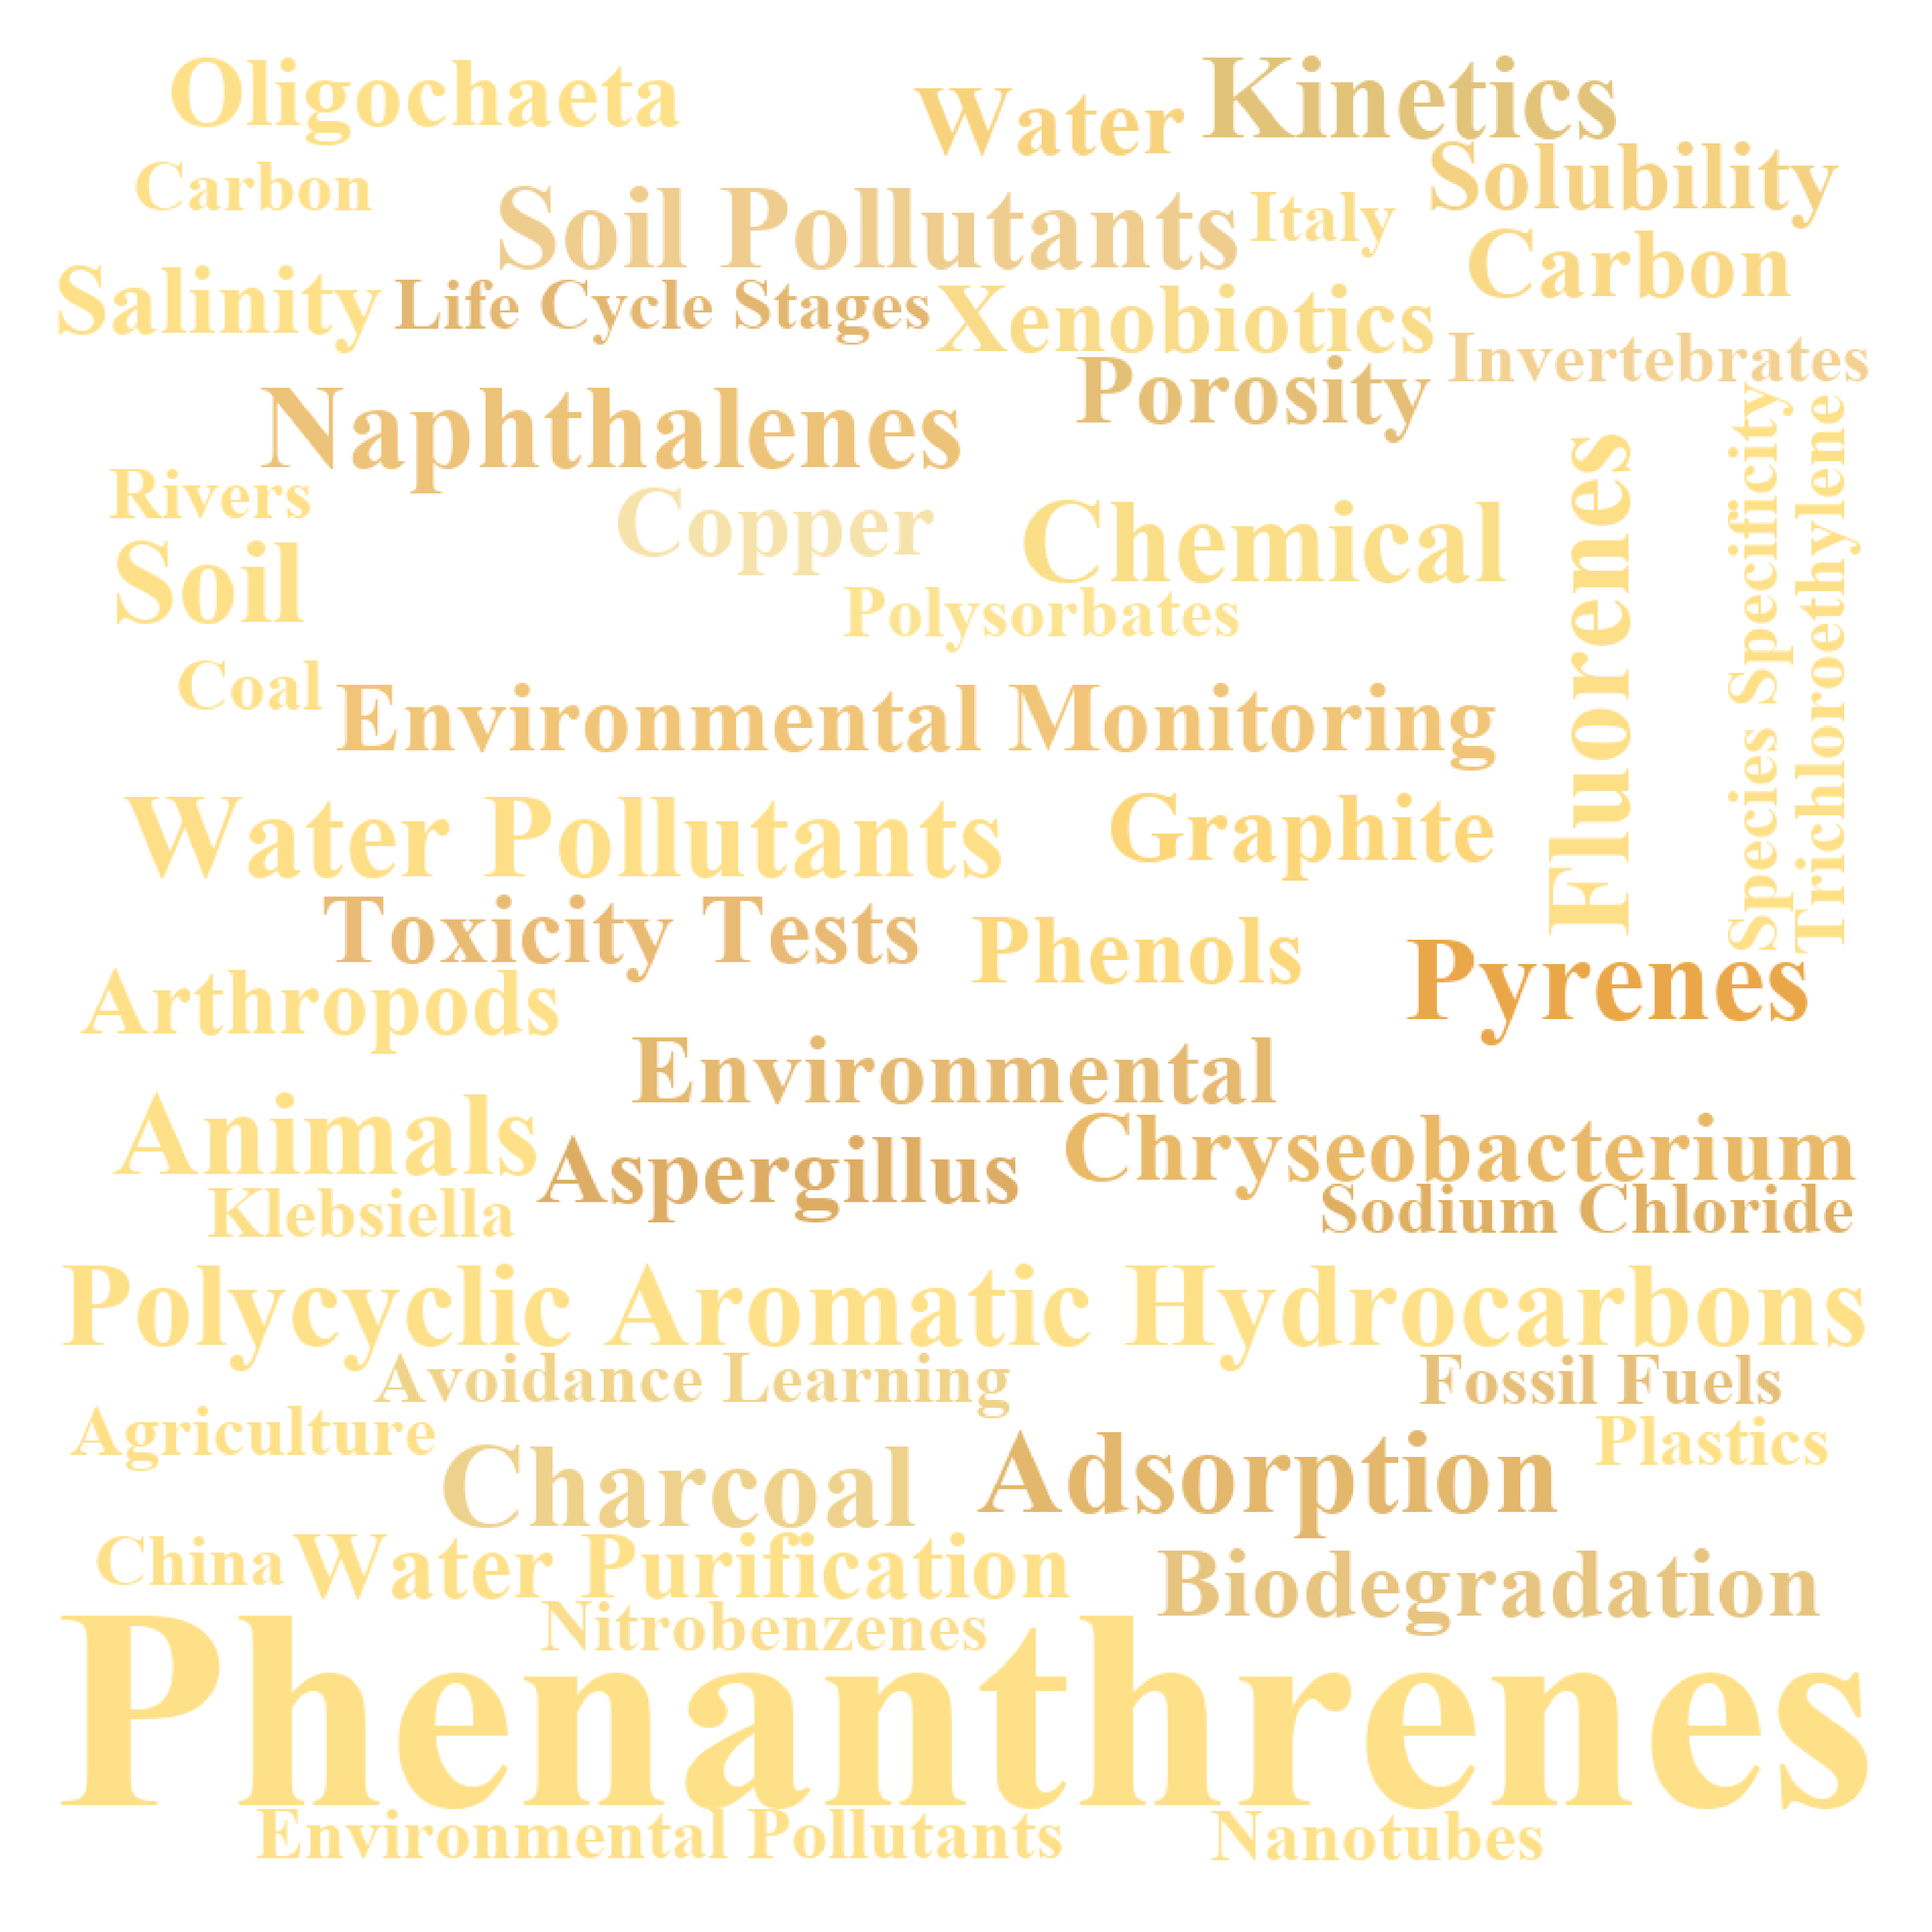 Oligochaeta
Water
Kinetics
Carbon
Soil Pollutants
Italy
Solubility
Carbon
Salinity
Life Cycle Stages
Xenobiotics
Invertebrates
Naphthalenes
Porosity
Rivers
Copper
Chemical
Fluorenes
Species Specificity
Trichloroethylene
Soil
Polysorbates
Coal
Environmental Monitoring
Water Pollutants
Graphite
Toxicity Tests
Phenols
Pyrenes
Arthropods
Environmental
Animals
Aspergillus
Chryseobacterium
Klebsiella
Sodium Chloride
Polycyclic Aromatic Hydrocarbons
Avoidance Learning
Fossil Fuels
Agriculture
Charcoal
Adsorption
Plastics
China
Water Purification
Biodegradation
Nitrobenzenes
Phenanthrenes
Environmental Pollutants
Nanotubes